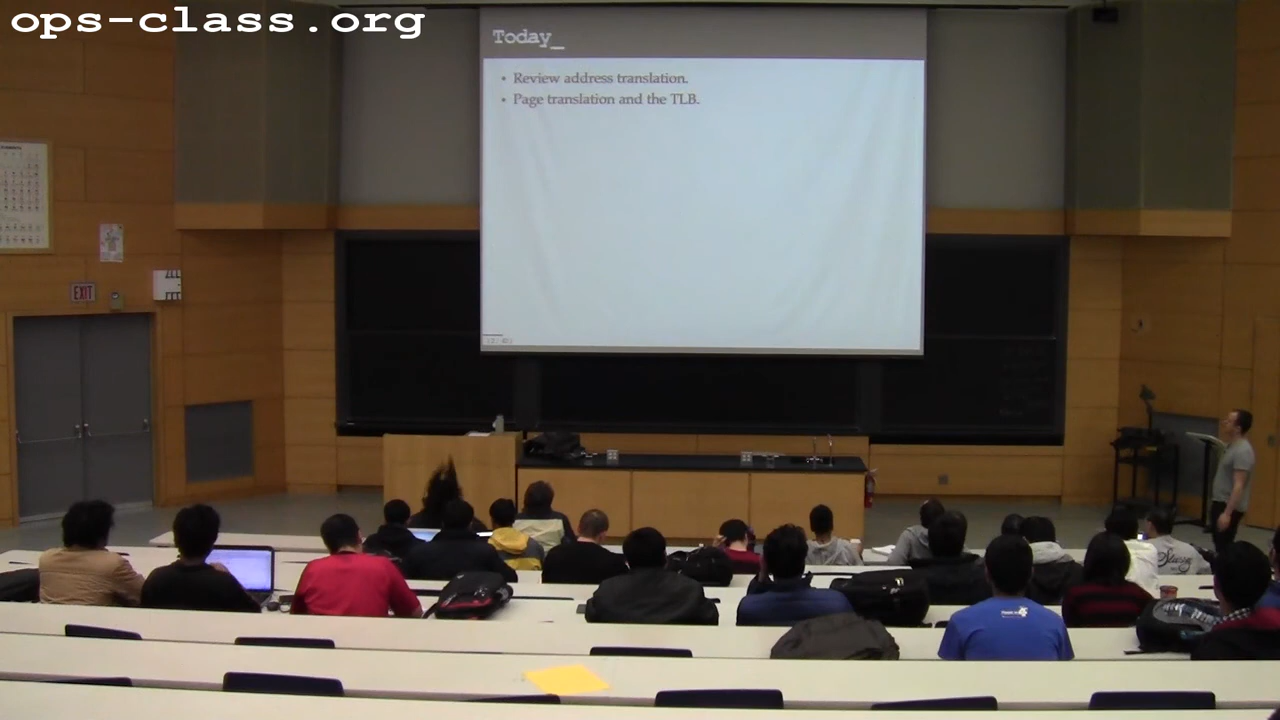 ops-class.org
Today_
• Review address translation.
• Page translation and the TLB.
EXIT